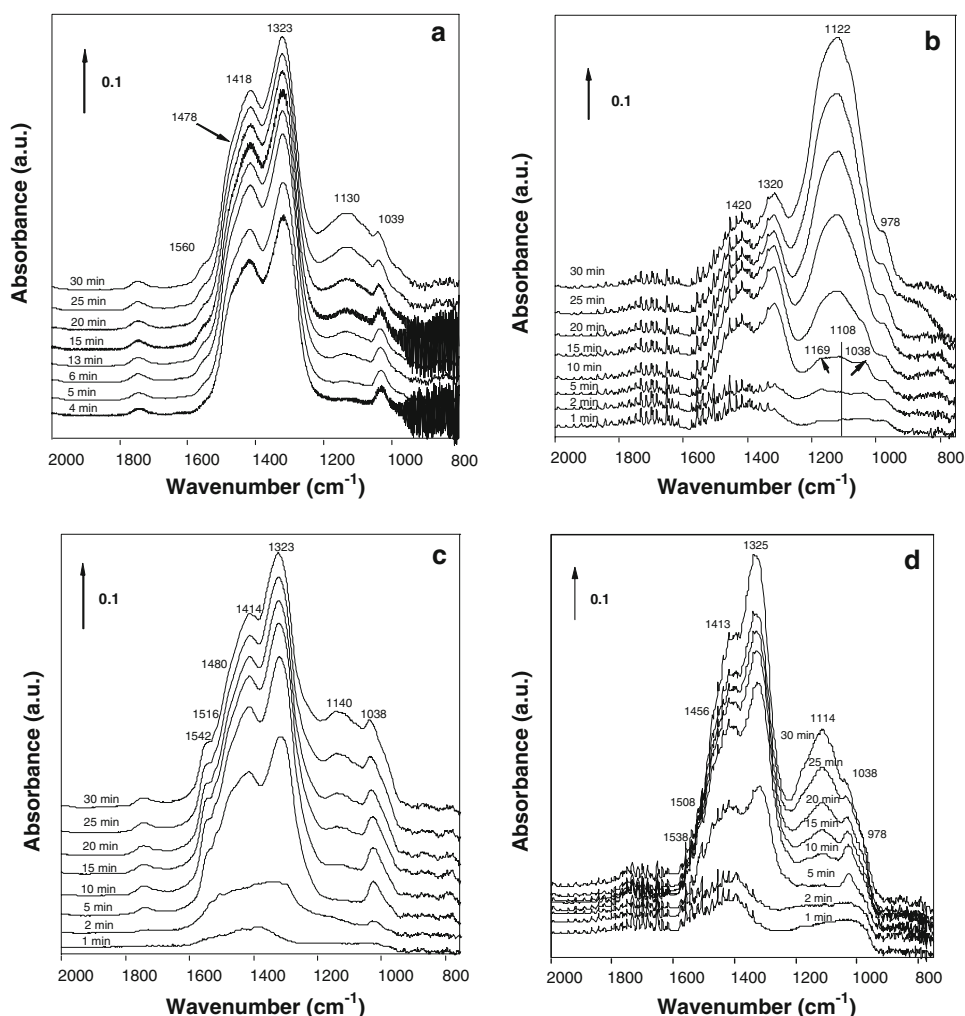 a
1323
0.1
1418
1478
1130
1039
1560
30 min
25 min
20 min
15 min
13 min
6 min
5 min
4 min
2000 1800 1600 1400 1200 1000 800
Wavenumber (cm-1)
Absorbance (a.u.)
b
1122
0.1
1320
1420
978
30 min
25 min
20 min
15 min
10 min
5 min
2 min
1 min
1108
1169
1038
2000 1800 1600 1400 1200 1000 800
Wavenumber (cm-1)
Absorbance (a.u.)
c
1323
0.1
1414
1480
1516
1542
1140
1038
30 min
25 min
20 min
15 min
10 min
5 min
2 min
1 min
2000 1800 1600 1400 1200 1000 800
Wavenumber (cm-1)
Absorbance (a.u.)
d
1325
0.1
1413
1456
1114
30 min
25 min
1038
1508
20 min
15 min
978
1538
10 min
5 min
2 min
1 min
2000 1800 1600 1400 1200 1000 800
Wavenumber (cm-1)
Absorbance (a.u.)